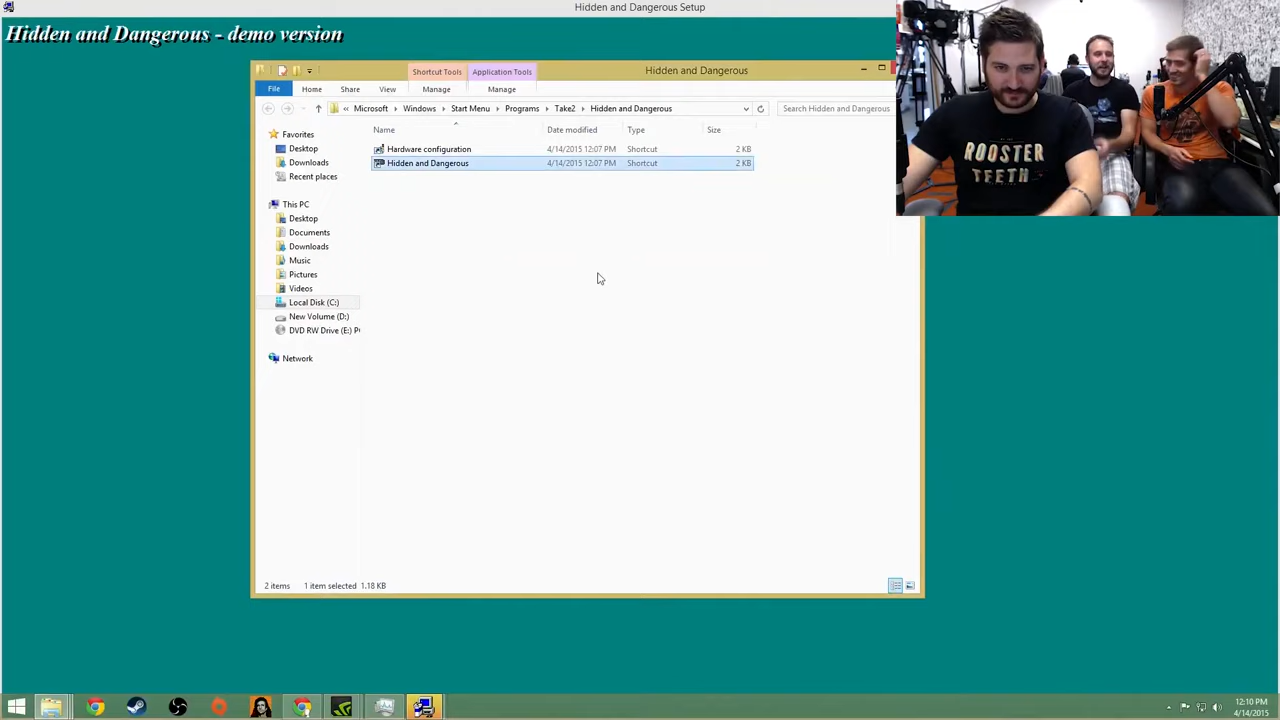 Hidden and Dangerous Setup
Hidden and Dangerous - demo version
Shortcut Tools
Application Tools
Hidden and Dangerous
File
Home
Share
View
Manage
Manage
« Microsoft › Windows › Start Menu › Programs › Take2 › Hidden and Dangerous
Search Hidden and Dangerous
Name
Date modified
Type
Size
Hardware configuration 4/14/2015 12:07 PM Shortcut 2 KB
Hidden and Dangerous 4/14/2015 12:07 PM Shortcut 2 KB
Favorites
Desktop
Downloads
Recent places
This PC
Desktop
Documents
Downloads
Music
Pictures
Videos
Local Disk (C:)
New Volume (D:)
DVD RW Drive (E:)
Network
2 items 1 item selected 1.18 KB
ROOSTER
TEETH
12:10 PM
4/14/2015